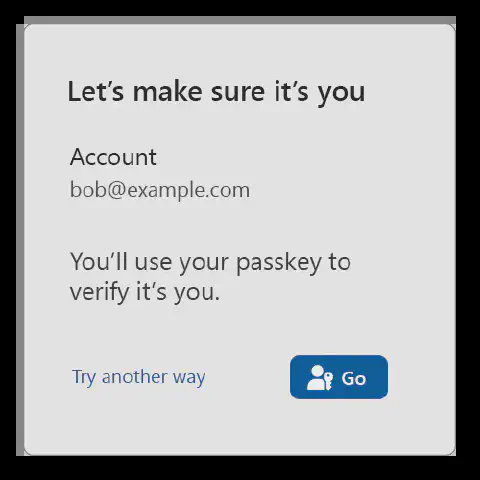 Let’s make sure it’s you
Account
bob@example.com
You’ll use your passkey to
verify it’s you.
Try another way
Go